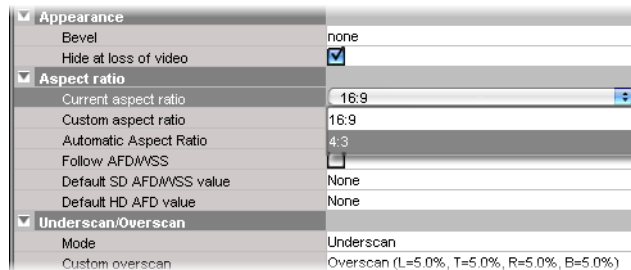 Appearance
Bevel none
Hide at loss of video
Aspect ratio
Current aspect ratio 16:9
Custom aspect ratio 16:9
Automatic Aspect Ratio 4:3
Follow AFD/WSS
Default SD AFD/WSS value None
Default HD AFD value None
Underscan/Overscan
Mode Underscan
Custom overscan Overscan (L=5.0%, T=5.0%, R=5.0%, B=5.0%)